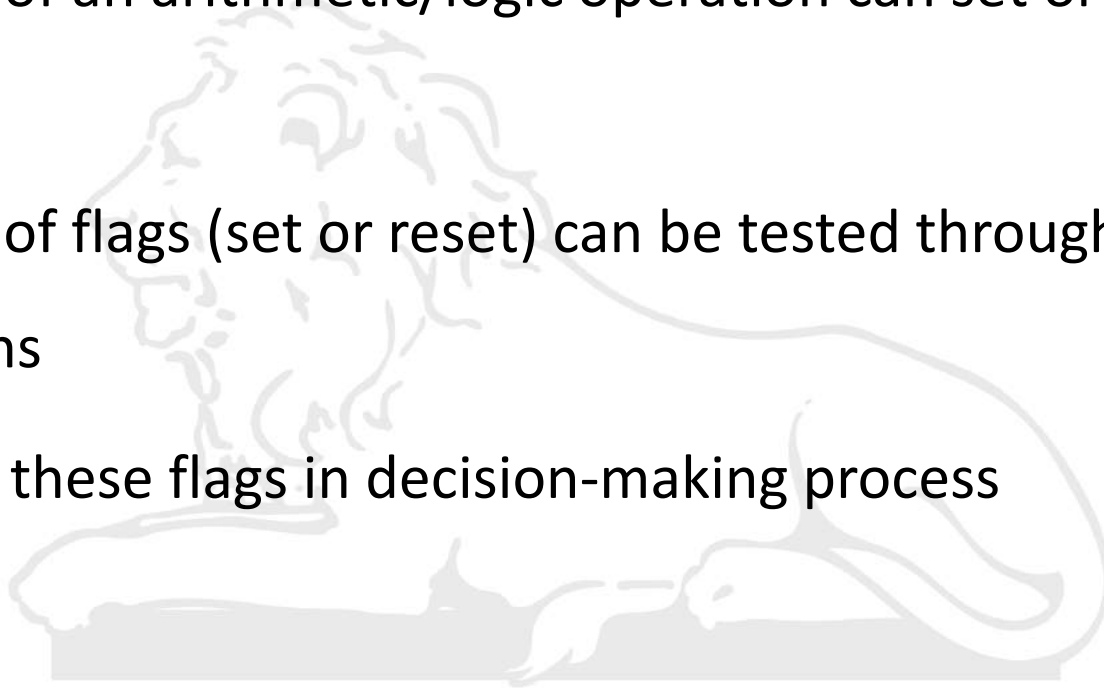 of an arithmetic/logic operation can set or
of flags (set or reset) can be tested through
ns
these flags in decision-making process